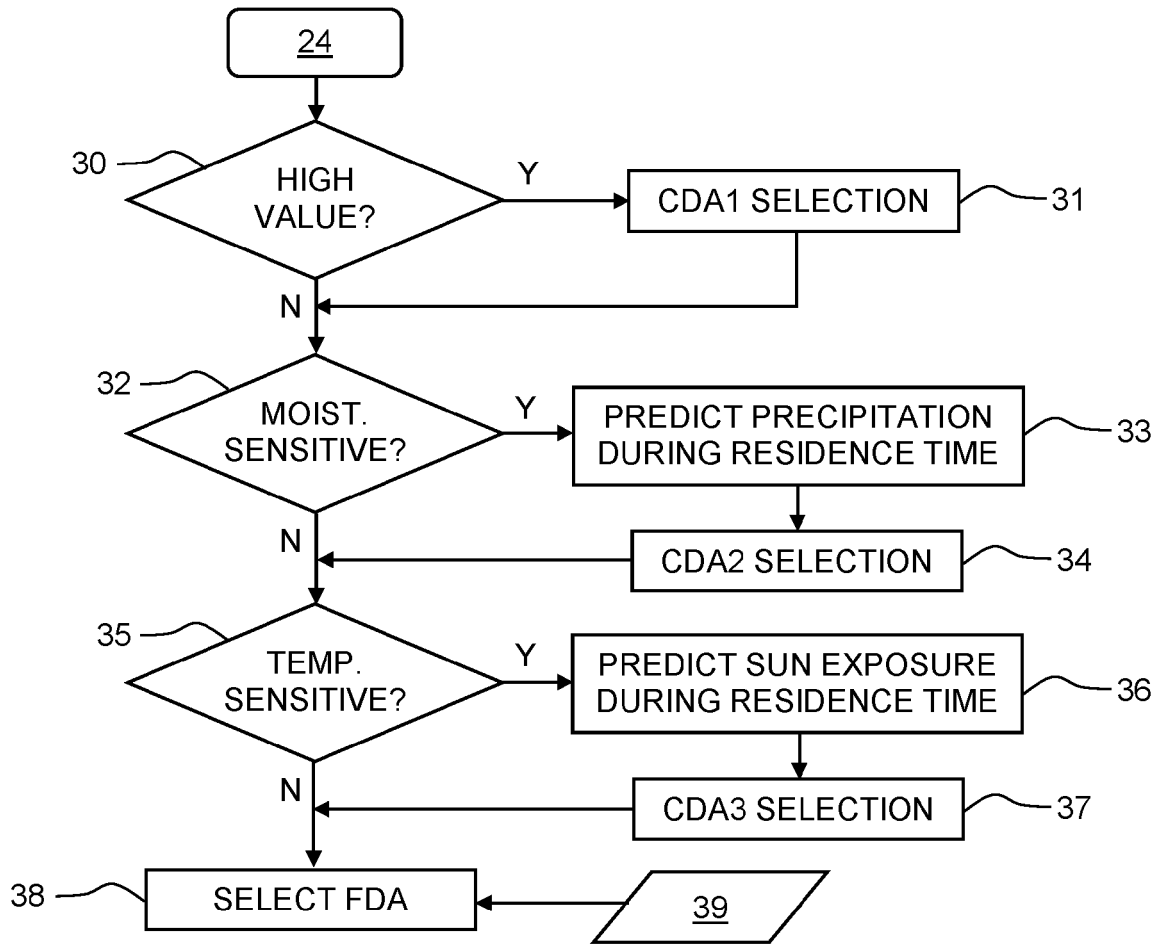 24
30
HIGH
VALUE?
Y
CDA1 SELECTION
31
N
32
MOIST.
SENSITIVE?
Y
PREDICT PRECIPITATION
DURING RESIDENCE TIME
33
N
CDA2 SELECTION
34
35
TEMP.
SENSITIVE?
Y
PREDICT SUN EXPOSURE
DURING RESIDENCE TIME
36
N
CDA3 SELECTION
37
38
SELECT FDA
39